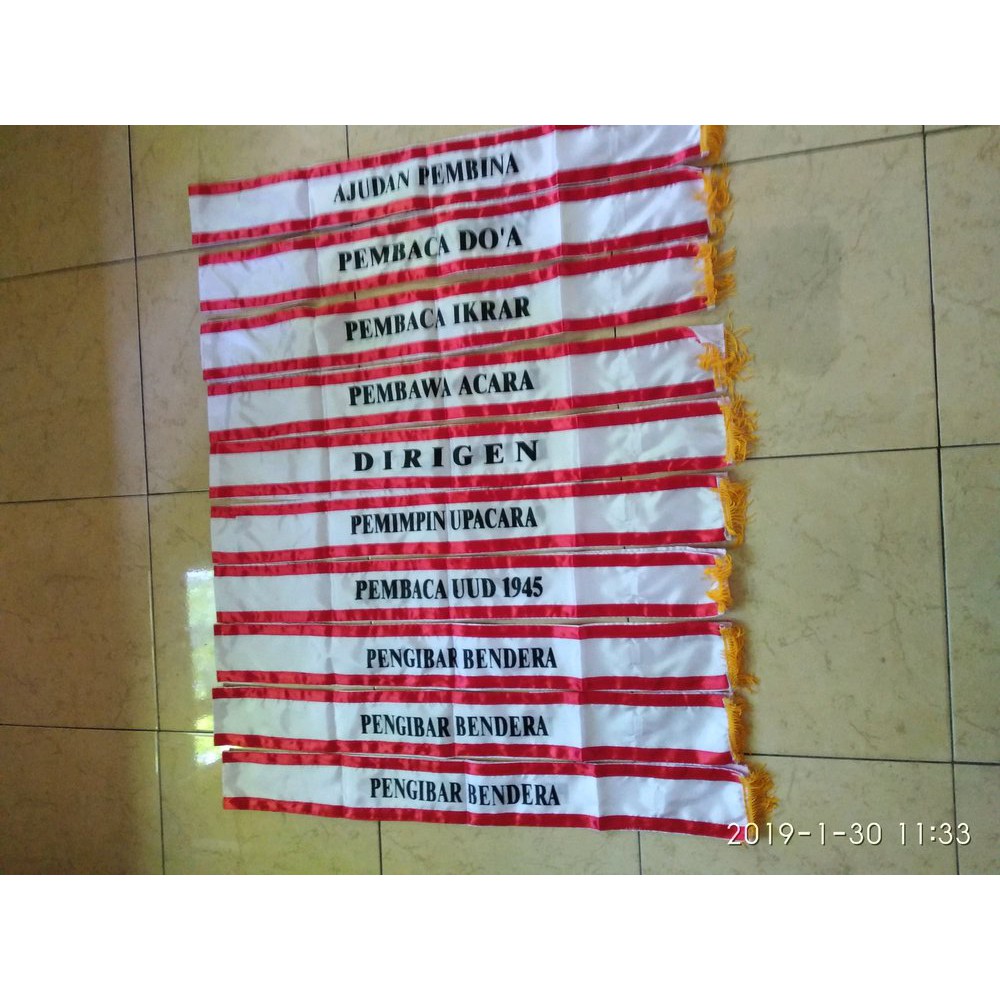 AJUDAN PEMBINA
PEMBACA DO'A
PEMBACA IKRAR
PEMBAWA ACARA
DIRIGEN
PEMIMPIN UPACARA
PEMBACA UUD 1945
PENGIBAR BENDERA
PENGIBAR BENDERA
PENGIBAR BENDERA
2019-1-30 11:33